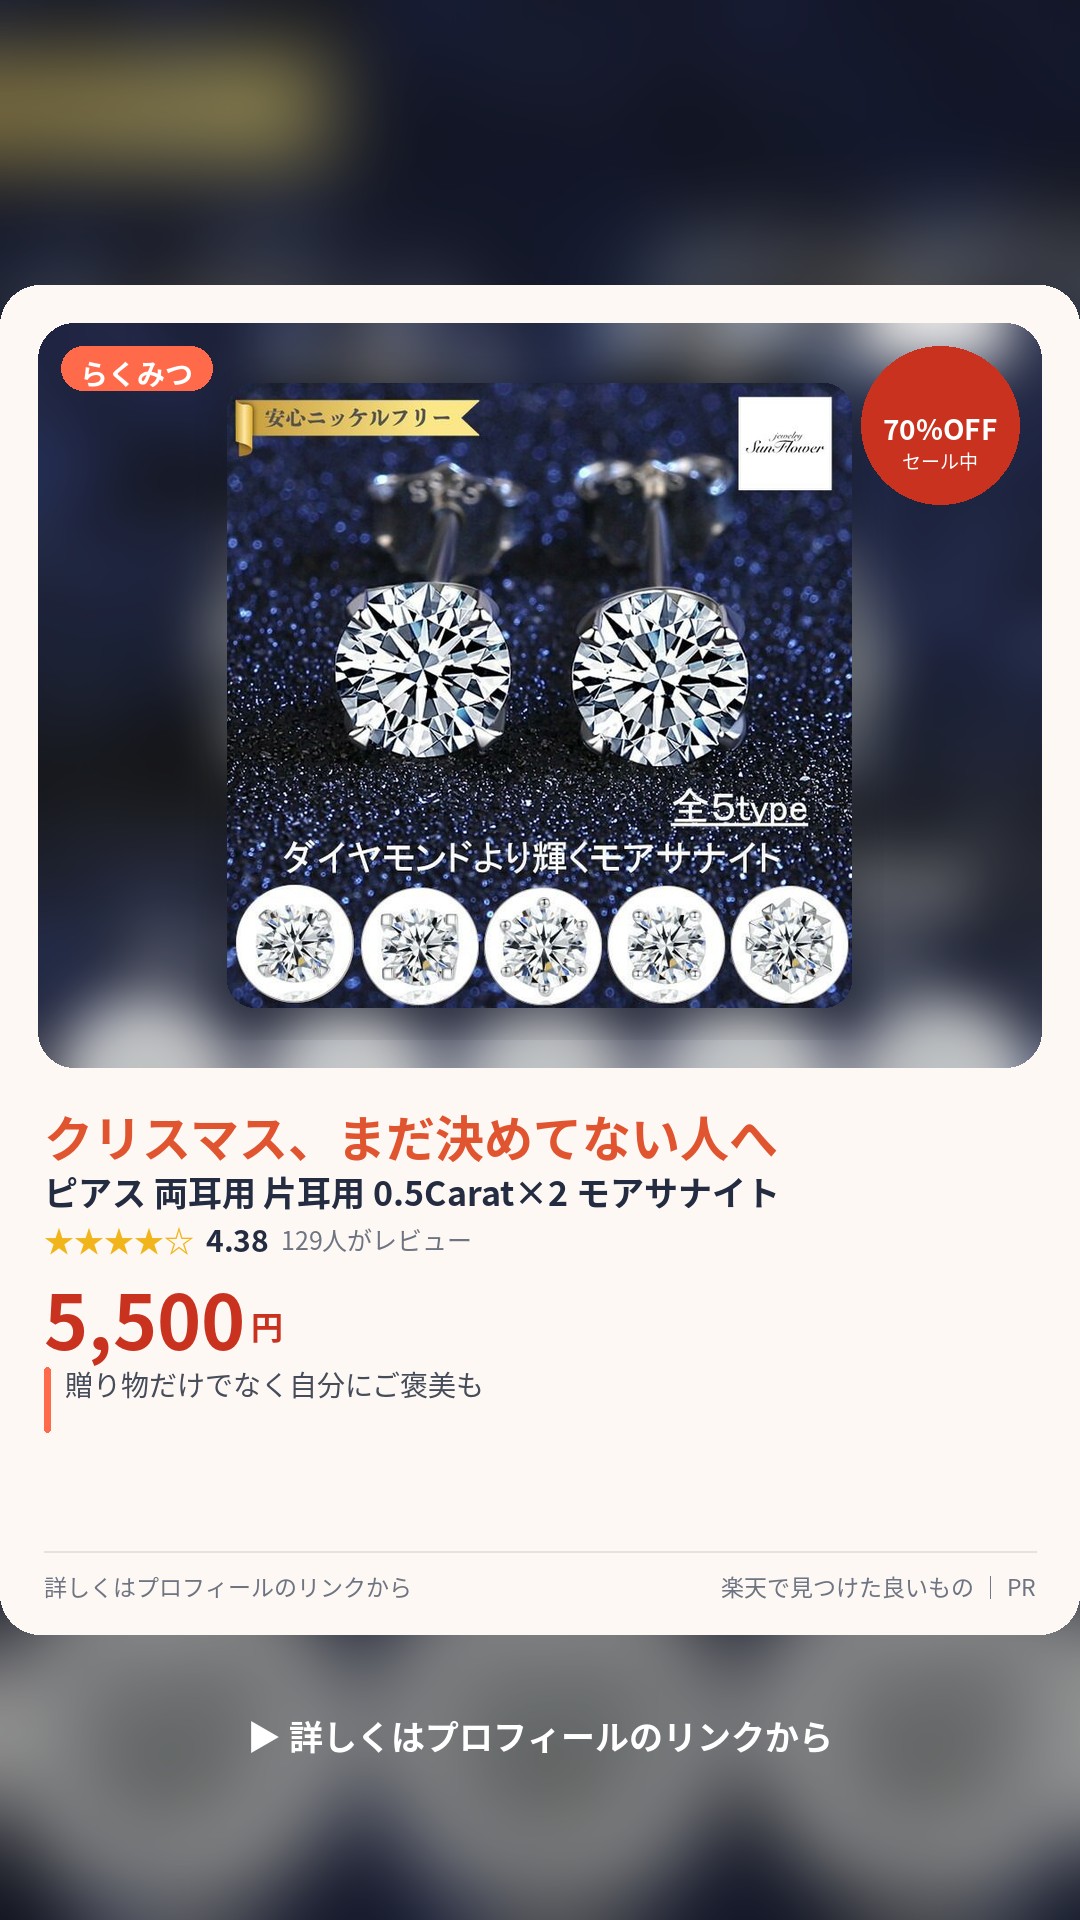 らくみつ
70%OFF
セール中
安心ニッケルフリー
jewelry
SunFlower
全5type
ダイヤモンドより輝くモアサナイト
クリスマス、まだ決めてない人へ
ピアス 両耳用 片耳用 0.5Carat×2 モアサナイト
★★★★☆ 4.38 129人がレビュー
5,500円
贈り物だけでなく自分にご褒美も
詳しくはプロフィールのリンクから
楽天で見つけた良いもの｜PR
▶ 詳しくはプロフィールのリンクから